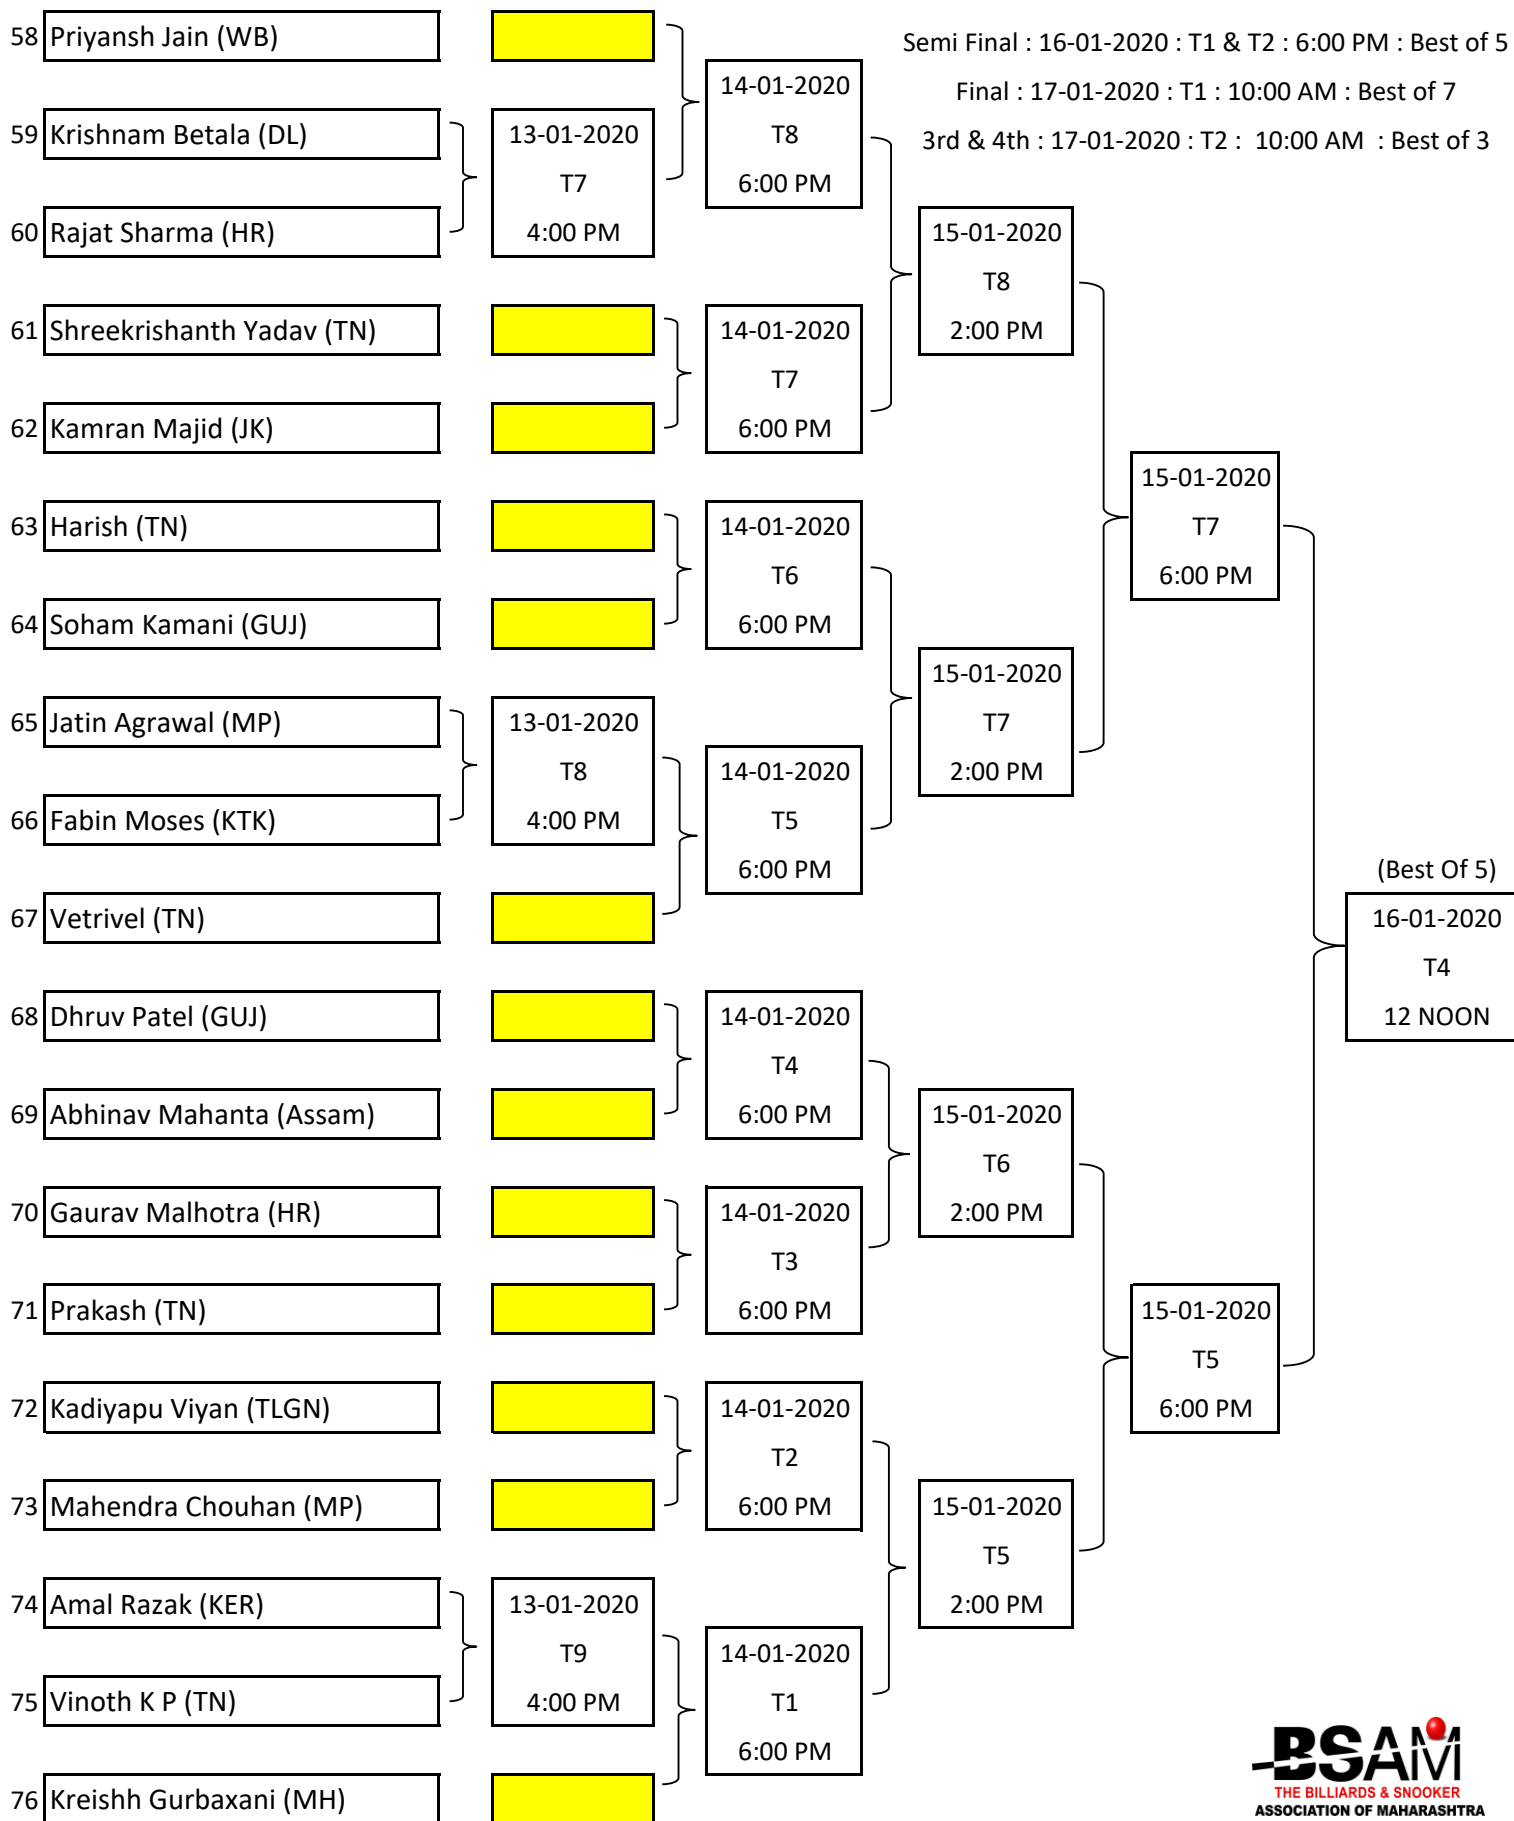 58 Priyansh Jain (WB)
Semi Final : 16-01-2020 : T1 & T2 : 6:00 PM : Best of 5
14-01-2020
Final : 17-01-2020 : T1 : 10:00 AM : Best of 7
59 Krishnam Betala (DL)
13-01-2020
T8
3rd & 4th : 17-01-2020 : T2 : 10:00 AM : Best of 3
T7
6:00 PM
60 Rajat Sharma (HR)
4:00 PM
15-01-2020
T8
61 Shreekrishanth Yadav (TN)
14-01-2020
2:00 PM
T7
62 Kamran Majid (JK)
6:00 PM
15-01-2020
63 Harish (TN)
14-01-2020
T7
T6
6:00 PM
64 Soham Kamani (GUJ)
6:00 PM
15-01-2020
65 Jatin Agrawal (MP)
13-01-2020
T7
T8
14-01-2020
2:00 PM
66 Fabin Moses (KTK)
4:00 PM
T5
6:00 PM
(Best Of 5)
67 Vetrivel (TN)
16-01-2020
T4
68 Dhruv Patel (GUJ)
14-01-2020
12 NOON
T4
69 Abhinav Mahanta (Assam)
6:00 PM
15-01-2020
T6
70 Gaurav Malhotra (HR)
14-01-2020
2:00 PM
T3
71 Prakash (TN)
6:00 PM
15-01-2020
T5
72 Kadiyapu Viyan (TLGN)
14-01-2020
6:00 PM
T2
73 Mahendra Chouhan (MP)
6:00 PM
15-01-2020
T5
74 Amal Razak (KER)
13-01-2020
2:00 PM
T9
14-01-2020
75 Vinoth K P (TN)
4:00 PM
T1
6:00 PM
76 Kreishh Gurbaxani (MH)
BSAM
THE BILLIARDS & SNOOKER
ASSOCIATION OF MAHARASHTRA